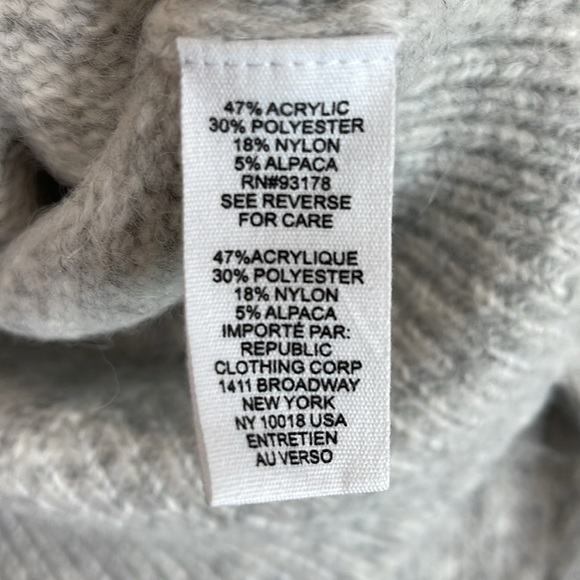 47% ACRYLIC
30% POLYESTER
18% NYLON
5% ALPACA
RN#93178
SEE REVERSE
FOR CARE
47%ACRYLIQUE
30% POLYESTER
18% NYLON
5% ALPACA
IMPORTÉ PAR:
REPUBLIC
CLOTHING CORP
1411 BROADWAY
NEW YORK
NY 10018 USA
ENTRETIEN
AU VERSO